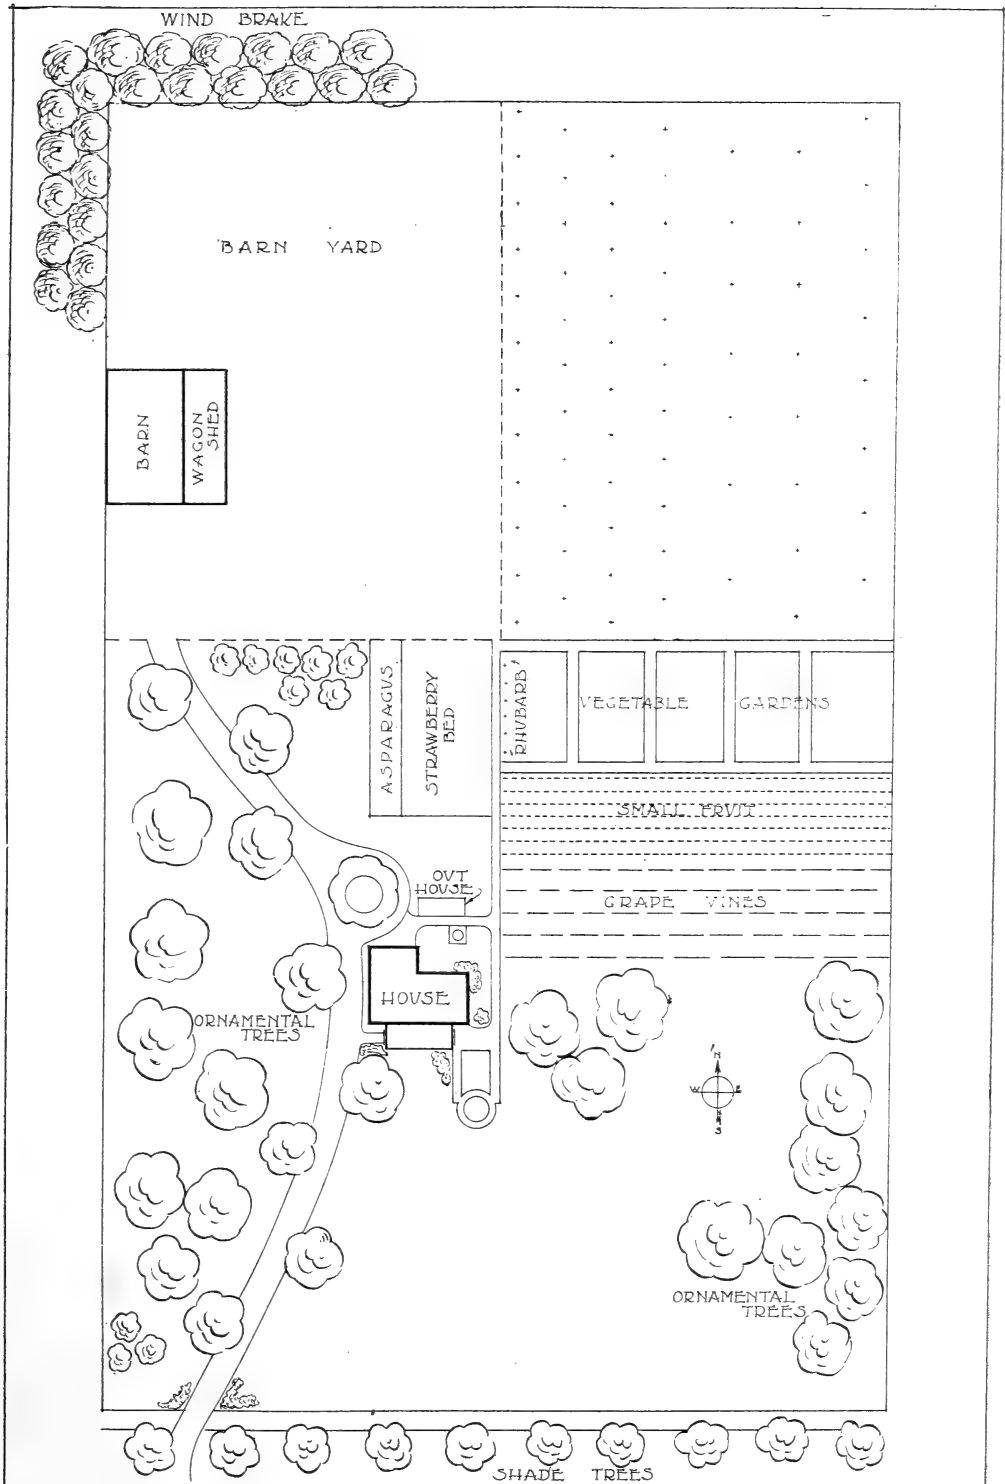 WIND BRAKE
BARN YARD
BARN
WAGON
SHED
ASPARAGUS
STRAWBERRY
BED
RHUBARB
VEGETABLE GARDENS
SMALL FRUIT
OUT
HOUSE
GRAPE VINES
HOUSE
ORNAMENTAL
TREES
N
W E
S
ORNAMENTAL
TREES
SHADE TREES